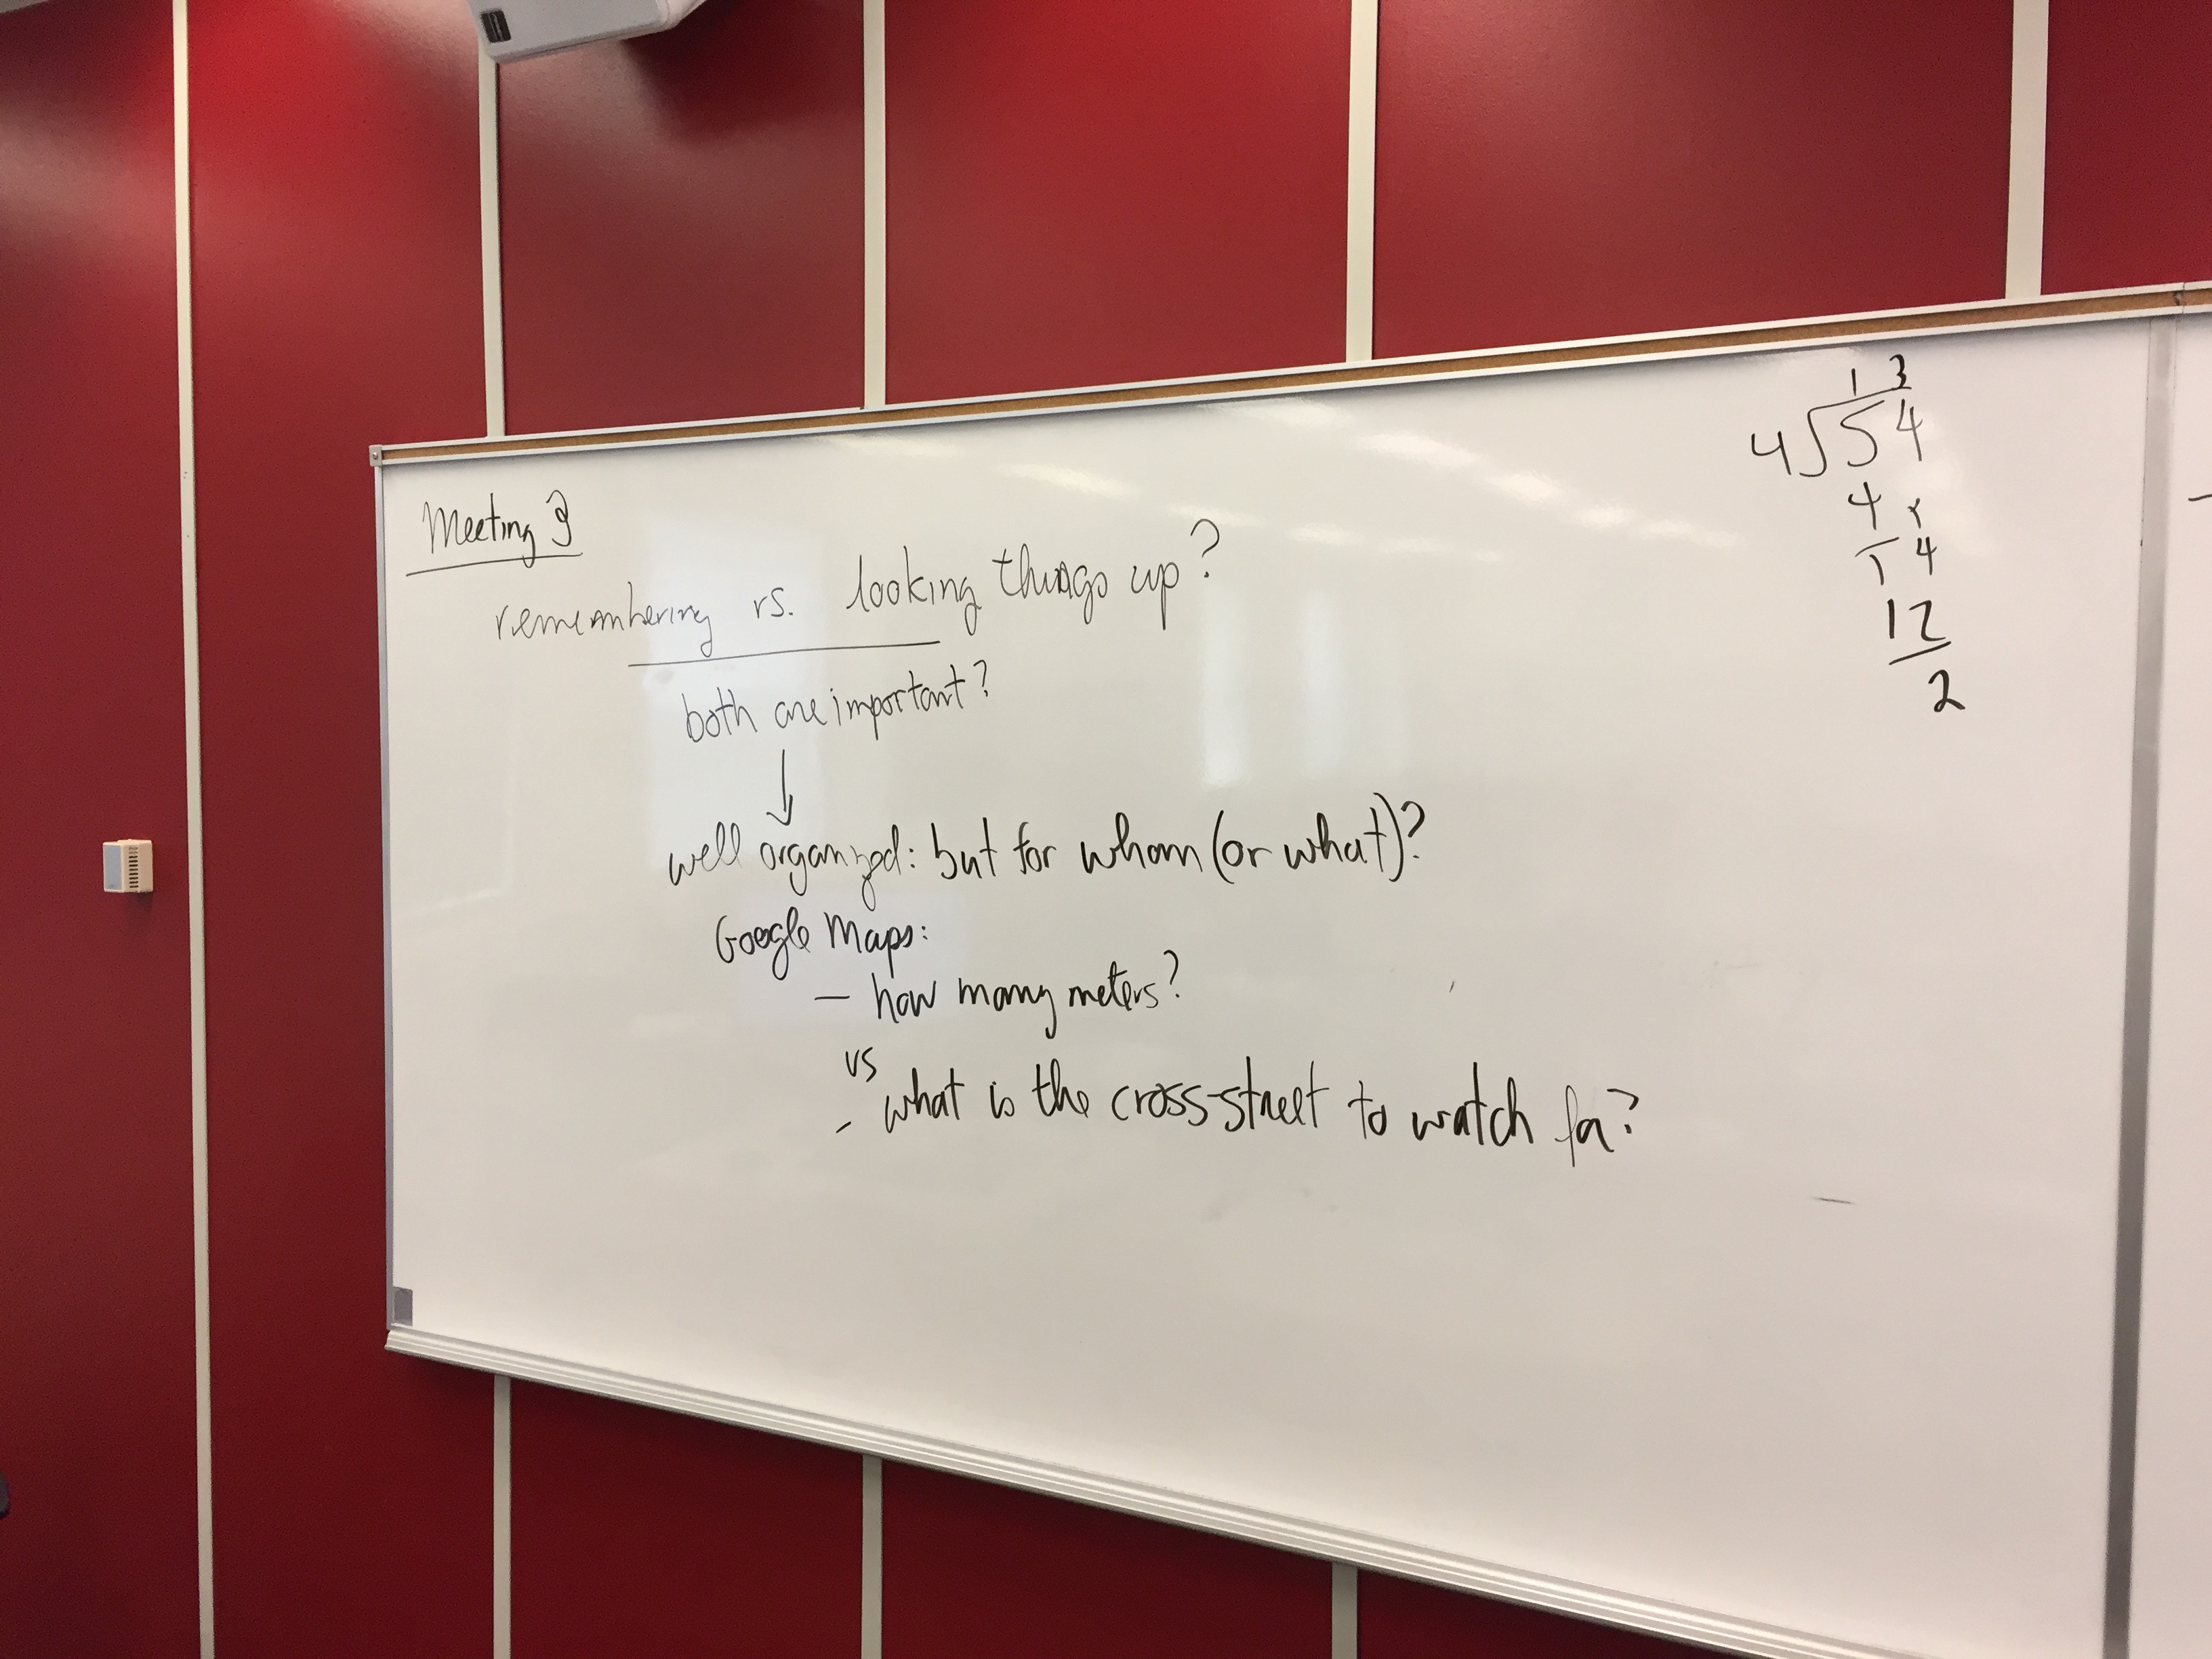 Meeting 3
remembering vs. looking things up?
both are important?
↓
well organized: but for whom (or what)?
Google Maps:
— how many meters?
vs
- what is the cross-street to watch for?
13
4√54
4
14
12
2